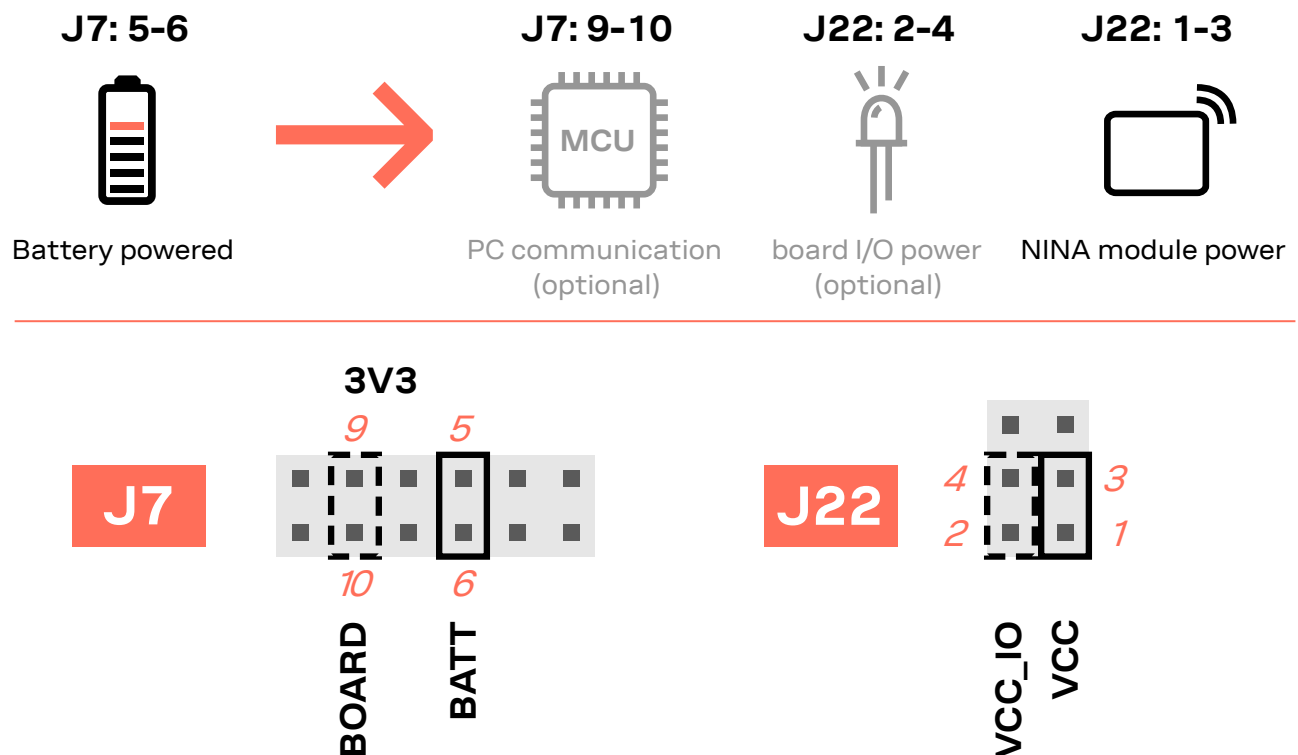 J7: 5-6
J7: 9-10
J22: 2-4
J22: 1-3
MCU
Battery powered
PC communication
(optional)
board I/O power
(optional)
NINA module power
3V3
9
5
J7
10
6
BOARD
BATT
J22
4
3
2
1
VCC_IO
VCC